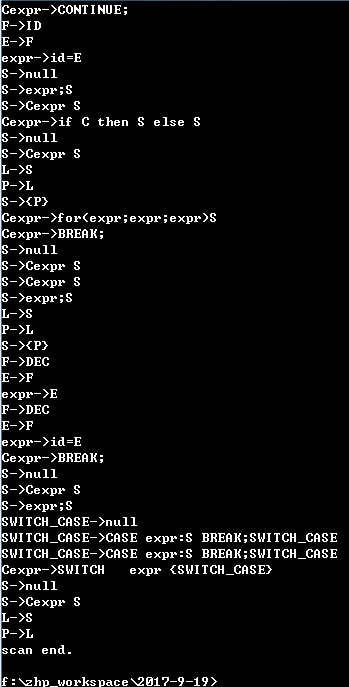 Cexpr->CONTINUE;
F->ID
E->F
expr->id=E
S->null
S->expr;S
S->Cexpr S
Cexpr->if C then S else S
S->null
S->Cexpr S
L->S
P->L
S->{P}
Cexpr->for(expr;expr;expr)S
Cexpr->BREAK;
S->null
S->Cexpr S
S->Cexpr S
S->expr;S
L->S
P->L
S->{P}
F->DEC
E->F
expr->E
F->DEC
E->F
expr->id=E
Cexpr->BREAK;
S->null
S->Cexpr S
S->expr;S
SWITCH_CASE->null
SWITCH_CASE->CASE expr:S BREAK;SWITCH_CASE
SWITCH_CASE->CASE expr:S BREAK;SWITCH_CASE
Cexpr->SWITCH   expr {SWITCH_CASE}
S->null
S->Cexpr S
L->S
P->L
scan end.
f:\zhp_workspace\2017-9-19>